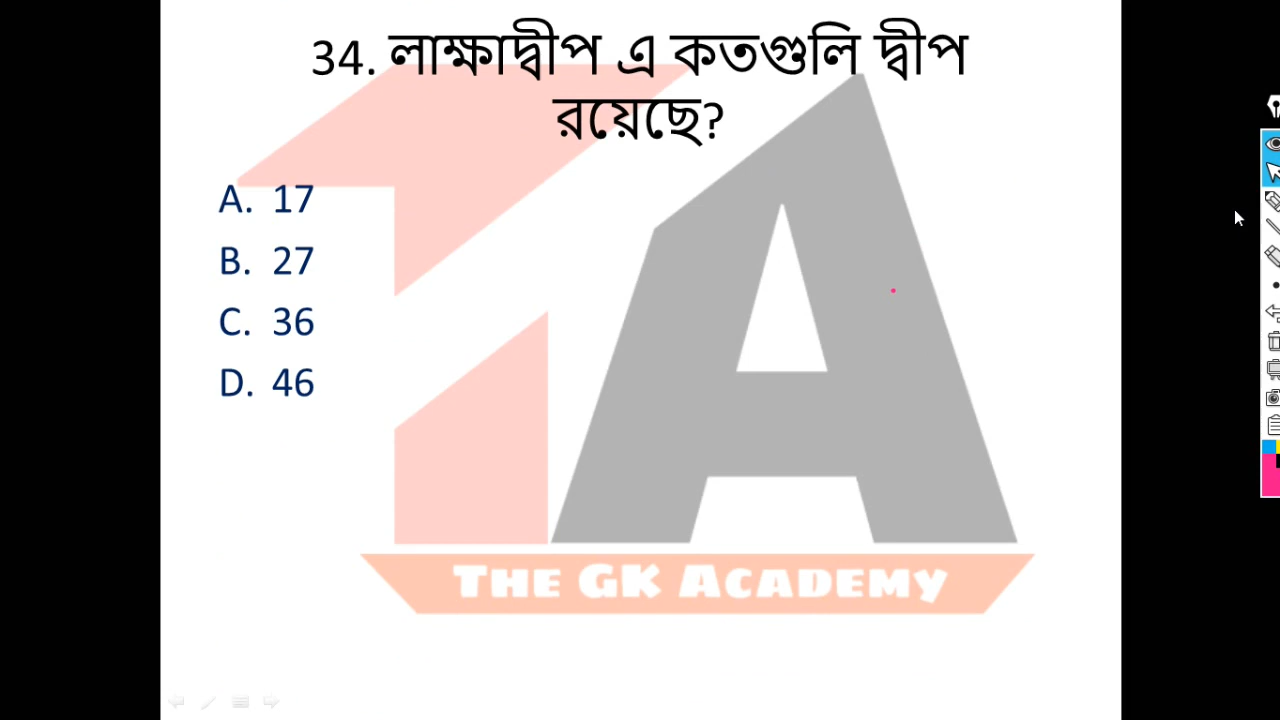 34. লাক্ষাদ্বীপ এ কতগুলি দ্বীপ
রয়েছে?
A. 17
B. 27
C. 36
D. 46
THE GK ACADEMY